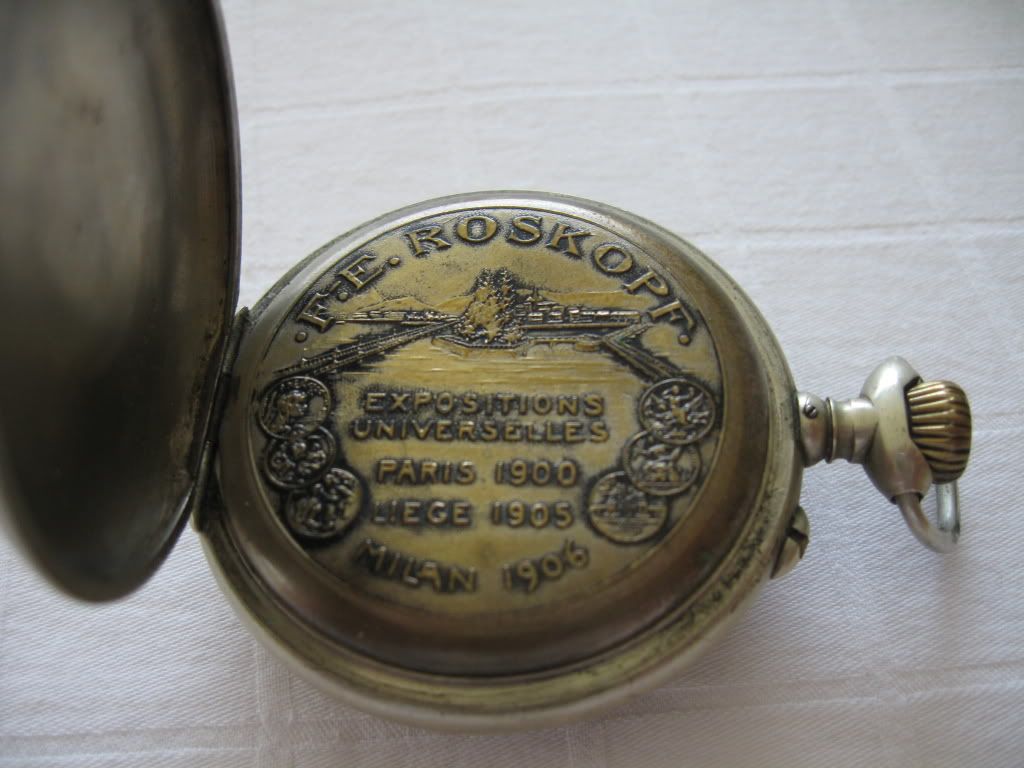 · F. E. ROSKOPF ·
EXPOSITIONS
UNIVERSELLES
PARIS 1900
LIEGE 1905
MILAN 1906